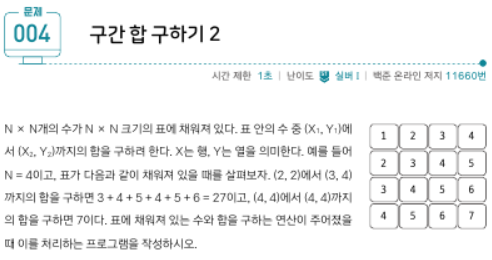 문제
004
구간 합 구하기 2
시간 제한 1초 | 난이도 실버 I | 백준 온라인 저지 11660번
N × N개의 수가 N × N 크기의 표에 채워져 있다. 표 안의 수 중 (X₁, Y₁)에
서 (X₂, Y₂)까지의 합을 구하려 한다. X는 행, Y는 열을 의미한다. 예를 들어
N = 4이고, 표가 다음과 같이 채워져 있을 때를 살펴보자. (2, 2)에서 (3, 4)
까지의 합을 구하면 3 + 4 + 5 + 4 + 5 + 6 = 27이고, (4, 4)에서 (4, 4)까지
의 합을 구하면 7이다. 표에 채워져 있는 수와 합을 구하는 연산이 주어졌을
때 이를 처리하는 프로그램을 작성하시오.
1 2 3 4
2 3 4 5
3 4 5 6
4 5 6 7